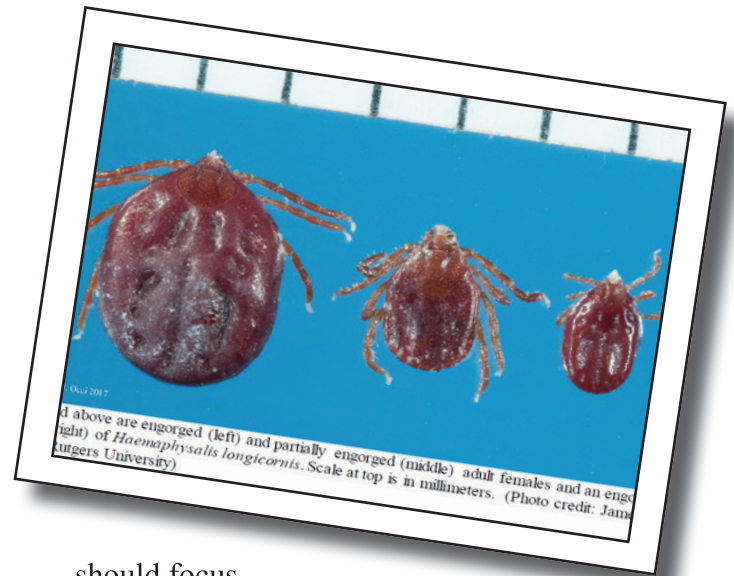 Occi 2017
d above are engorged (left) and partially engorged (middle) adult females and an engo
ight) of Haemaphysalis longicornis. Scale at top is in millimeters. (Photo credit: Jame
utgers University)
should focus